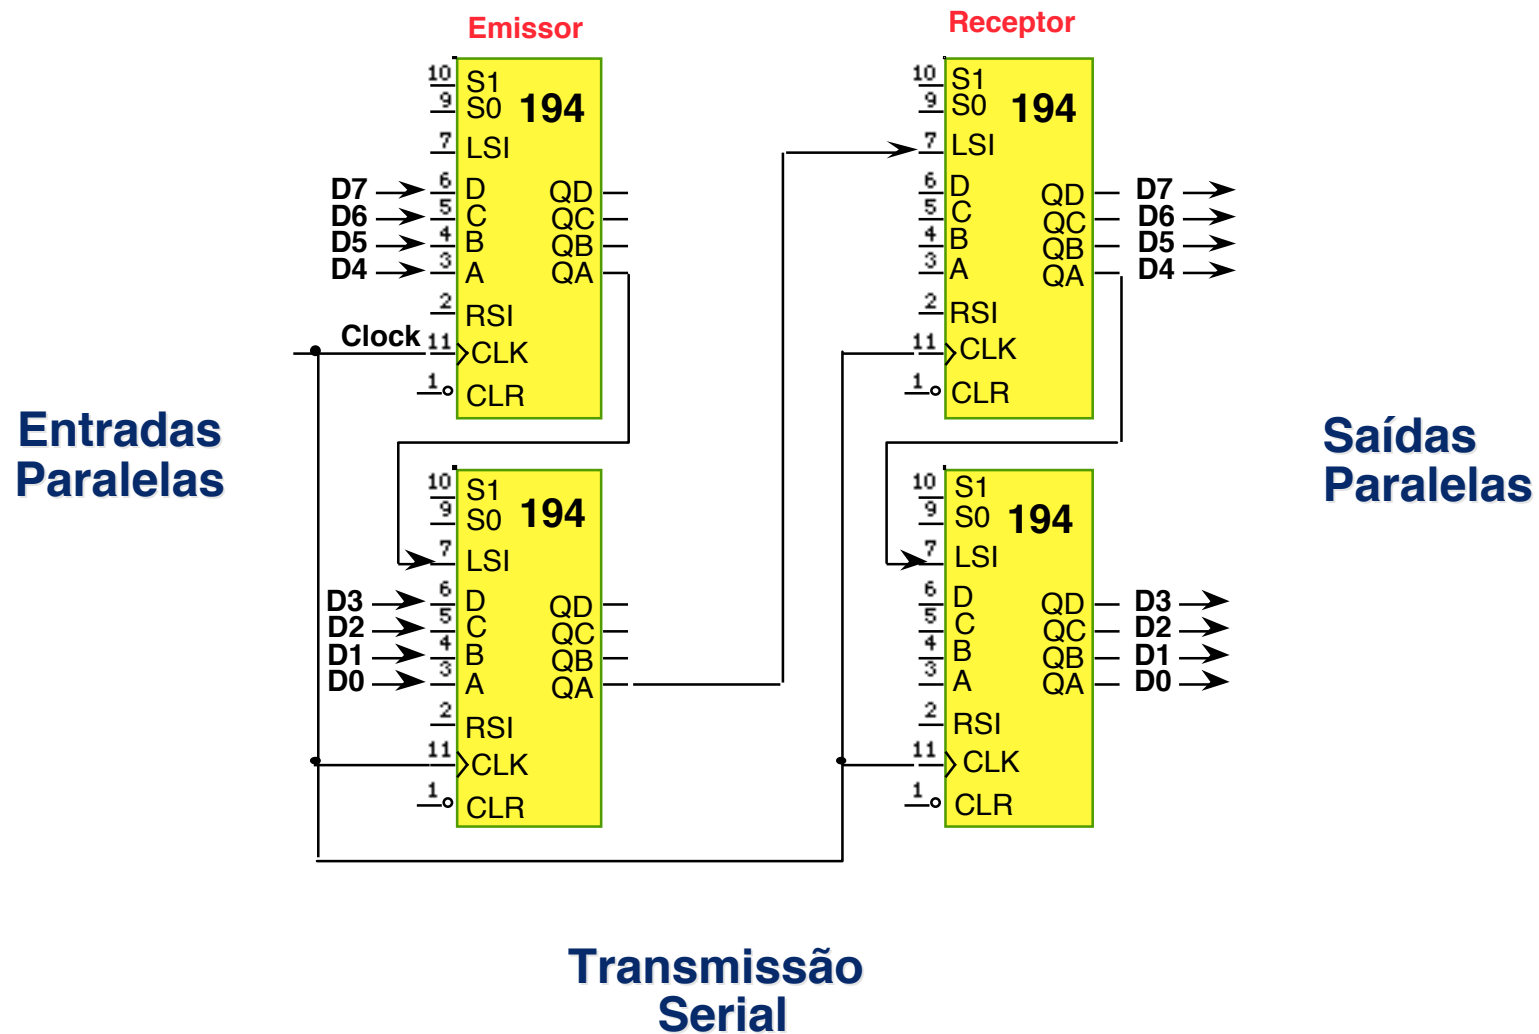 Emissor
Receptor
10 S1
9 S0 194
7 LSI
D7 6 D QD
D6 5 C QC
D5 4 B QB
D4 3 A QA
2 RSI
Clock 11 CLK
1 CLR
10 S1
9 S0 194
7 LSI
6 D QD D7
5 C QC D6
4 B QB D5
3 A QA D4
2 RSI
11 CLK
1 CLR
Entradas
Paralelas
Saídas
Paralelas
10 S1
9 S0 194
7 LSI
D3 6 D QD
D2 5 C QC
D1 4 B QB
D0 3 A QA
2 RSI
11 CLK
1 CLR
10 S1
9 S0 194
7 LSI
6 D QD D3
5 C QC D2
4 B QB D1
3 A QA D0
2 RSI
11 CLK
1 CLR
Transmissão
Serial